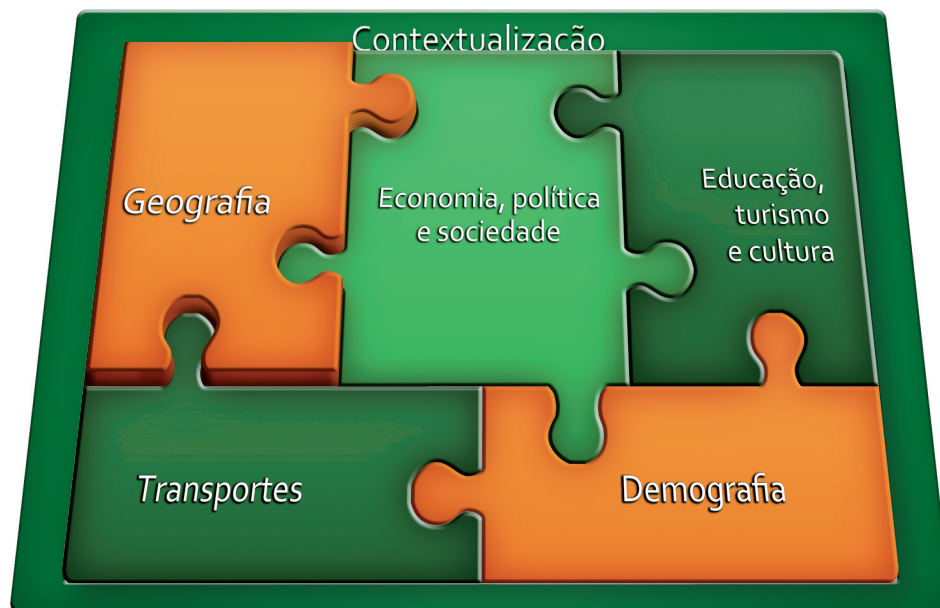 Contextualização
Geografia
Economia, política
e sociedade
Educação,
turismo
e cultura
Transportes
Demografia